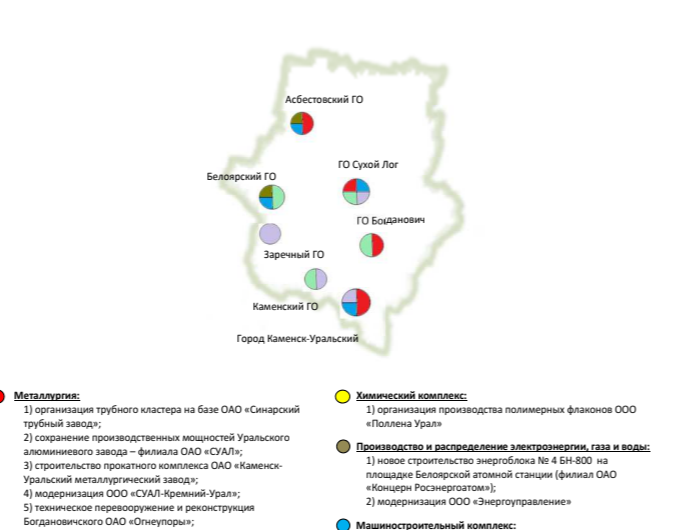 Асбестовский ГО
ГО Сухой Лог
Белоярский ГО
ГО Богданович
Заречный ГО
Каменский ГО
Город Каменск-Уральский
Металлургия:
1) организация трубного кластера на базе ОАО «Синарский
трубный завод»;
2) сохранение производственных мощностей Уральского
алюминиевого завода – филиала ОАО «СУАЛ»;
3) строительство прокатного комплекса ОАО «Каменск-
Уральский металлургический завод»;
4) модернизация ООО «СУАЛ-Кремний-Урал»;
5) техническое перевооружение и реконструкция
Богдановичского ОАО «Огнеупоры»;
Химический комплекс:
1) организация производства полимерных флаконов ООО
«Поллена Урал»
Производство и распределение электроэнергии, газа и воды:
1) новое строительство энергоблока № 4 БН-800 на
площадке Белоярской атомной станции (филиал ОАО
«Концерн Росэнергоатом»);
2) модернизация ООО «Энергоуправление»
Машиностроительный комплекс: